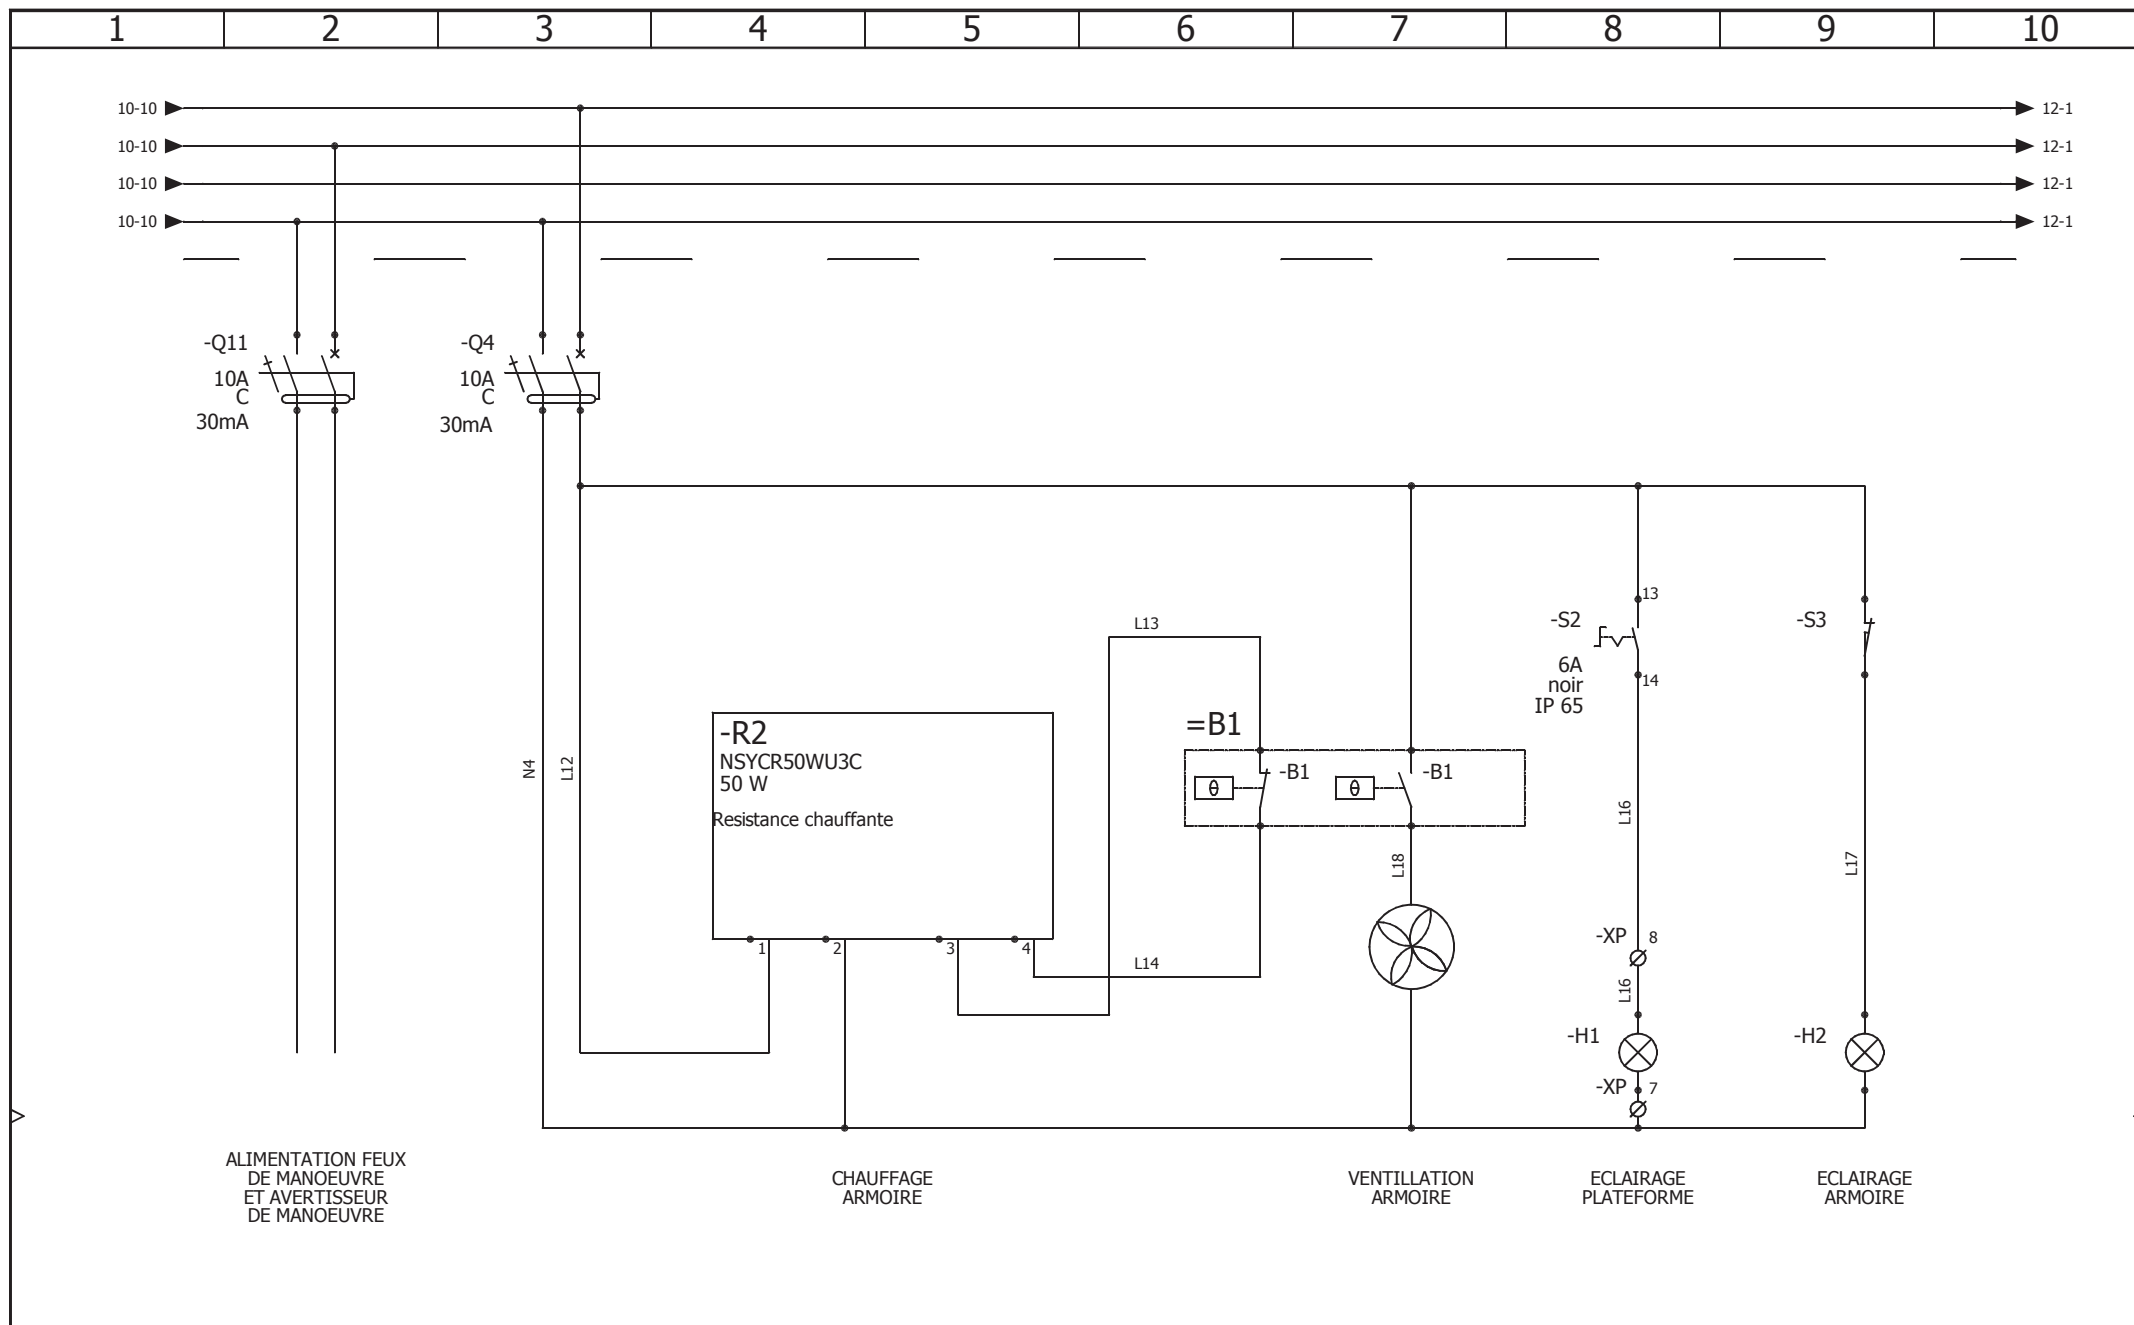 1 2 3 4 5 6 7 8 9 10
10-10 12-1
10-10 12-1
10-10 12-1
10-10 12-1
-Q11
10A
C
30mA
-Q4
10A
C
30mA
N4
L12
-R2
NSYCR50WU3C
50 W
Resistance chauffante
1 2 3 4
L13
L14
=B1
θ
-B1
θ
-B1
L18
13
-S2
6A
noir
IP 65
14
L16
-XP 8
L16
-H1
-XP 7
-S3
L17
-H2
ALIMENTATION FEUX
DE MANOEUVRE
ET AVERTISSEUR
DE MANOEUVRE
CHAUFFAGE
ARMOIRE
VENTILLATION
ARMOIRE
ECLAIRAGE
PLATEFORME
ECLAIRAGE
ARMOIRE